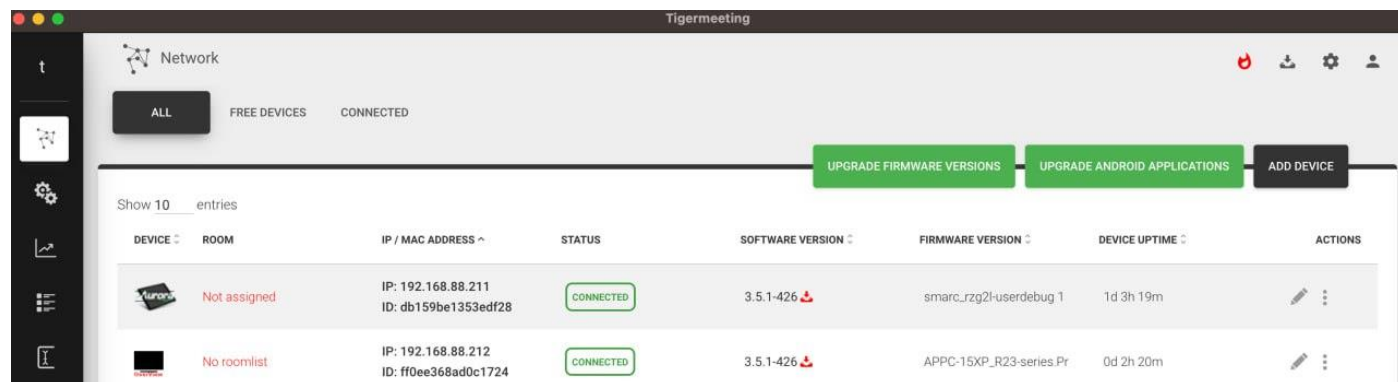 Tigermeeting
t
Network
ALL FREE DEVICES CONNECTED
UPGRADE FIRMWARE VERSIONS UPGRADE ANDROID APPLICATIONS ADD DEVICE
Show 10 entries
DEVICE ROOM IP / MAC ADDRESS STATUS SOFTWARE VERSION FIRMWARE VERSION DEVICE UPTIME ACTIONS
Aurora Not assigned IP: 192.168.88.211 CONNECTED 3.5.1-426 smarc_rzg2l-userdebug 1 1d 3h 19m
ID: db159be1353edf28
No roomlist IP: 192.168.88.212 CONNECTED 3.5.1-426 APPC-15XP_R23-series.Pr 0d 2h 20m
ID: ff0ee368ad0c1724